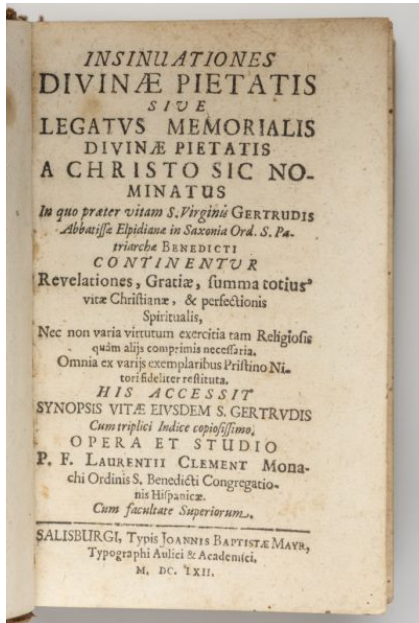 INSINUATIONES
DIVINÆ PIETATIS
SIVE
LEGATVS MEMORIALIS
DIVINÆ PIETATIS
A CHRISTO SIC NO-
MINATUS
In quo præter vitam S. Virginis GERTRUDIS
Abbatissæ Elpidianæ in Saxonia Ord. S. Pa-
triarchæ BENEDICTI
CONTINENTVR
Revelationes, Gratiæ, summa totius
vitæ Christianæ, & perfectionis
Spiritualis,
Nec non varia virtutum exercitia tam Religiosis
quàm alijs comprimis necessaria.
Omnia ex varijs exemplaribus Pristino Ni-
tori fideliter restituta.
HIS ACCESSIT
SYNOPSIS VITÆ EIVSDEM S. GERTRVDIS
Cum triplici Indice copiosissimo,
OPERA ET STUDIO
P. F. LAURENTII CLEMENT Mona-
chi Ordinis S. Benedicti Congregatio-
nis Hispanicæ.
Cum facultate Superiorum.
SALISBURGI, Typis JOANNIS BAPTISTÆ MAYR,
Typographi Aulici & Academici,
M. DC. LXII.